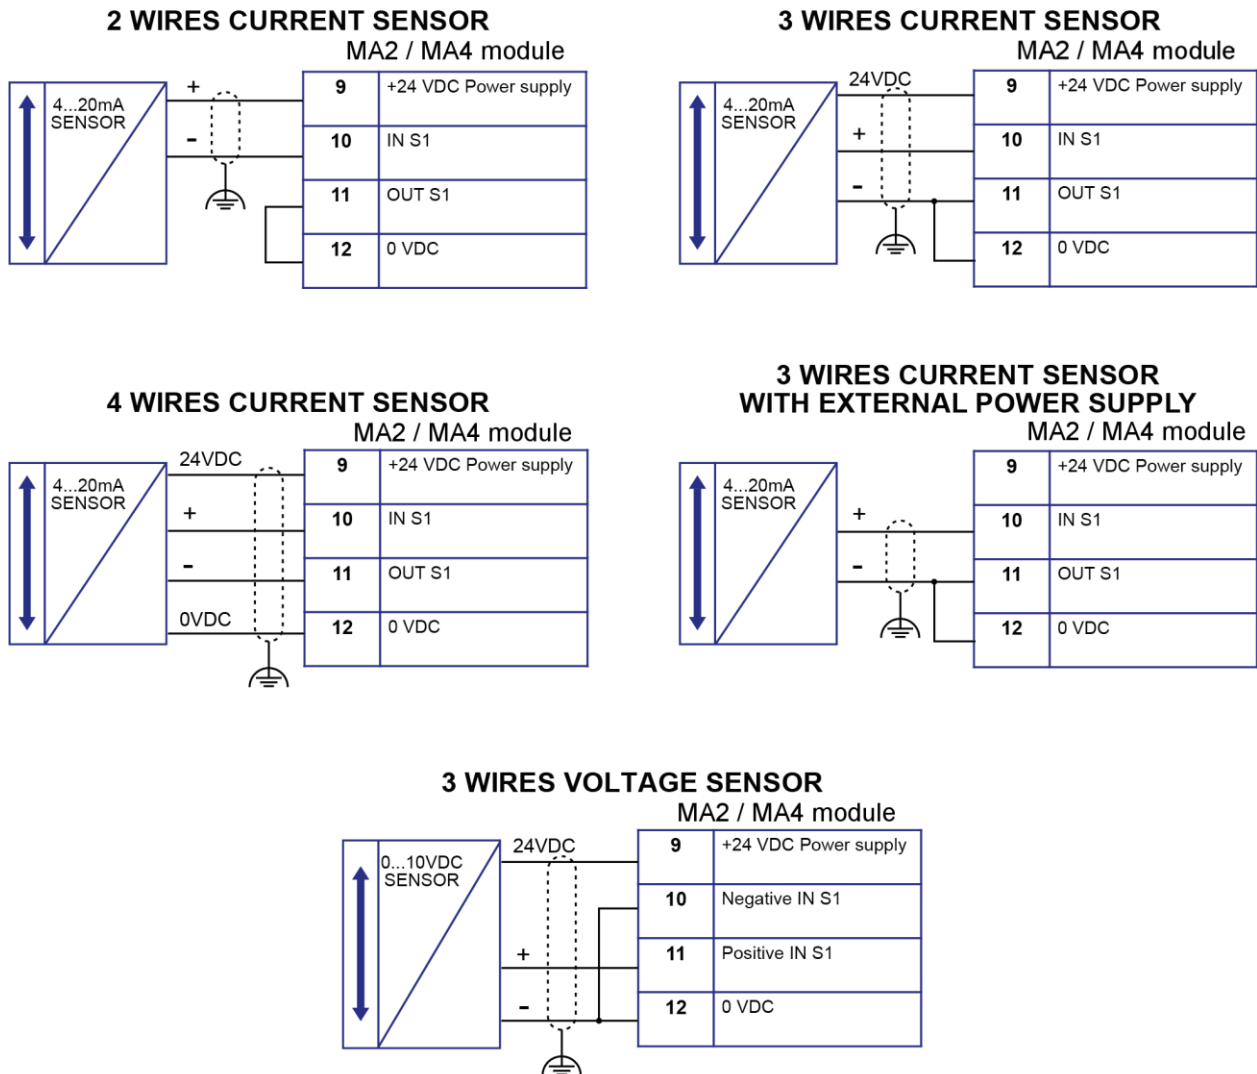 2 WIRES CURRENT SENSOR
MA2 / MA4 module
4...20mA
SENSOR
+
-
9 +24 VDC Power supply
10 IN S1
11 OUT S1
12 0 VDC
3 WIRES CURRENT SENSOR
MA2 / MA4 module
4...20mA
SENSOR
24VDC
+
-
9 +24 VDC Power supply
10 IN S1
11 OUT S1
12 0 VDC
4 WIRES CURRENT SENSOR
MA2 / MA4 module
4...20mA
SENSOR
24VDC
+
-
0VDC
9 +24 VDC Power supply
10 IN S1
11 OUT S1
12 0 VDC
3 WIRES CURRENT SENSOR
WITH EXTERNAL POWER SUPPLY
MA2 / MA4 module
4...20mA
SENSOR
+
-
9 +24 VDC Power supply
10 IN S1
11 OUT S1
12 0 VDC
3 WIRES VOLTAGE SENSOR
MA2 / MA4 module
0...10VDC
SENSOR
24VDC
+
-
9 +24 VDC Power supply
10 Negative IN S1
11 Positive IN S1
12 0 VDC